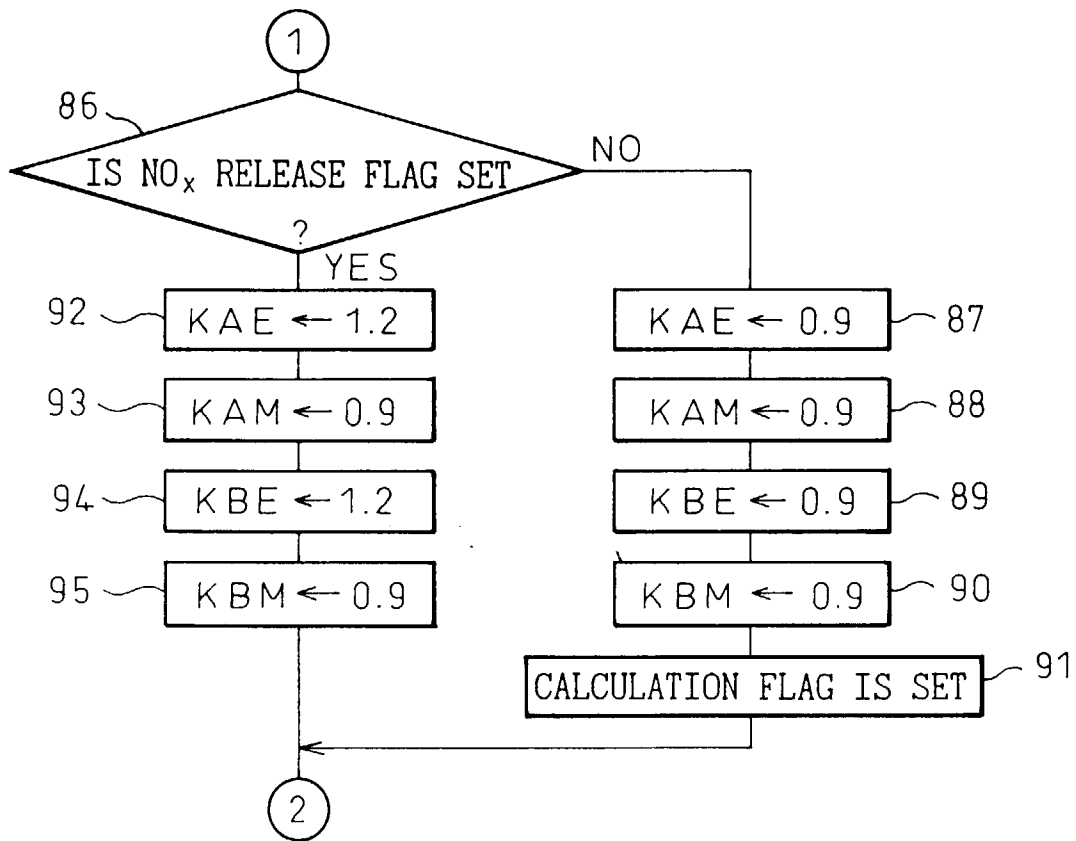 1
86
IS NOₓ RELEASE FLAG SET
?
NO
YES
92
KAE ← 1.2
KAE ← 0.9
87
93
KAM ← 0.9
KAM ← 0.9
88
94
KBE ← 1.2
KBE ← 0.9
89
95
KBM ← 0.9
KBM ← 0.9
90
CALCULATION FLAG IS SET
91
2